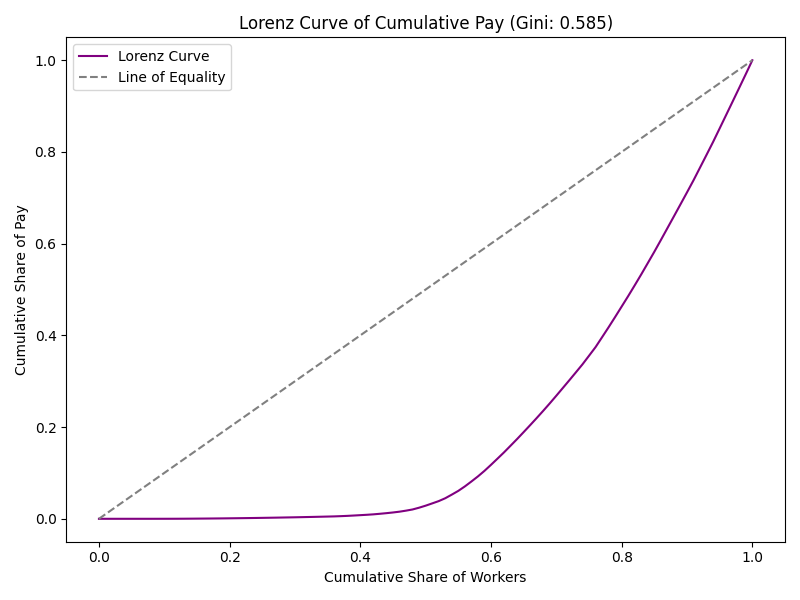 Lorenz Curve of Cumulative Pay (Gini: 0.585)
Lorenz Curve
Line of Equality
Cumulative Share of Pay
1.0
0.8
0.6
0.4
0.2
0.0
0.0 0.2 0.4 0.6 0.8 1.0
Cumulative Share of Workers